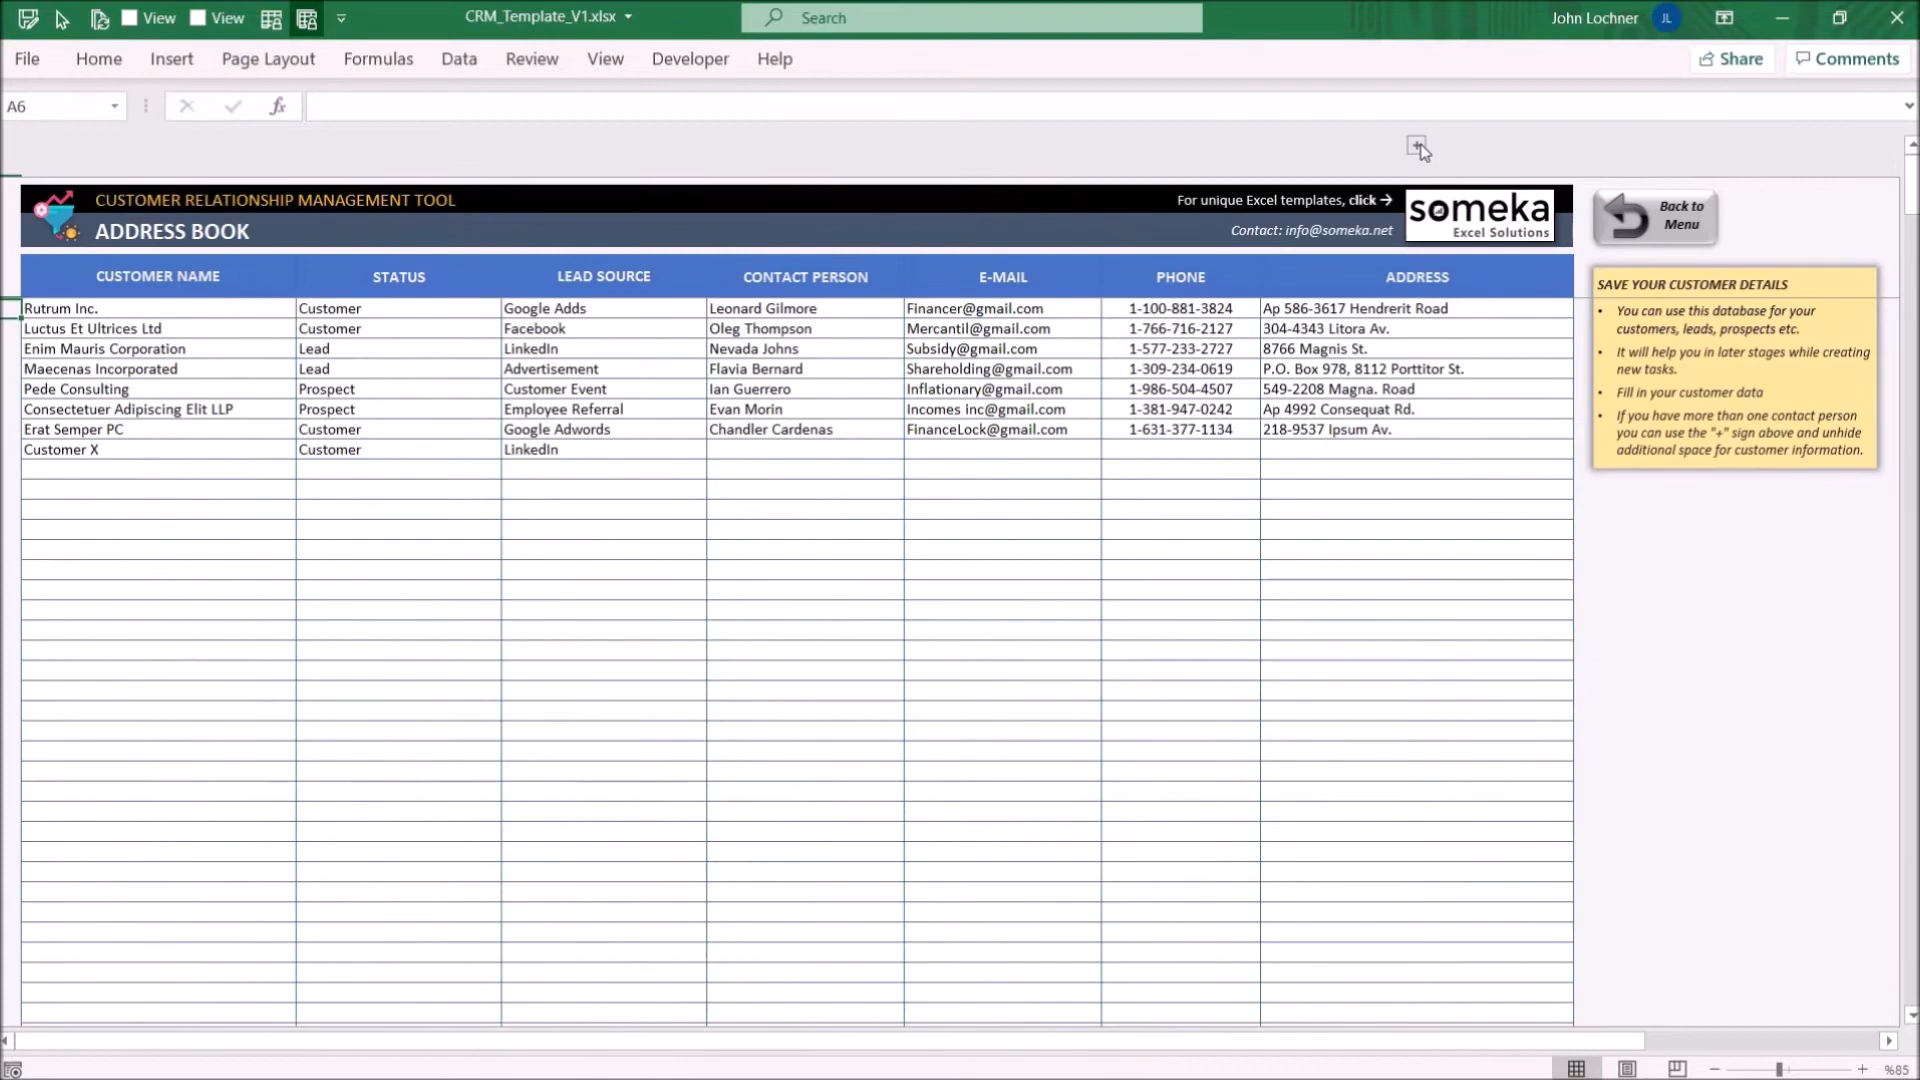 View View CRM_Template_V1.xlsx Search John Lochner JL
File Home Insert Page Layout Formulas Data Review View Developer Help Share Comments
A6 fx
CUSTOMER RELATIONSHIP MANAGEMENT TOOL
ADDRESS BOOK
For unique Excel templates, click →
Contact: info@someka.net
someka
Excel Solutions
Back to
Menu
CUSTOMER NAME STATUS LEAD SOURCE CONTACT PERSON E-MAIL PHONE ADDRESS
Rutrum Inc. Customer Google Adds Leonard Gilmore Financer@gmail.com 1-100-881-3824 Ap 586-3617 Hendrerit Road
Luctus Et Ultrices Ltd Customer Facebook Oleg Thompson Mercantil@gmail.com 1-766-716-2127 304-4343 Litora Av.
Enim Mauris Corporation Lead LinkedIn Nevada Johns Subsidy@gmail.com 1-577-233-2727 8766 Magnis St.
Maecenas Incorporated Lead Advertisement Flavia Bernard Shareholding@gmail.com 1-309-234-0619 P.O. Box 978, 8112 Porttitor St.
Pede Consulting Prospect Customer Event Ian Guerrero Inflationary@gmail.com 1-986-504-4507 549-2208 Magna. Road
Consectetuer Adipiscing Elit LLP Prospect Employee Referral Evan Morin Incomes inc@gmail.com 1-381-947-0242 Ap 4992 Consequat Rd.
Erat Semper PC Customer Google Adwords Chandler Cardenas FinanceLock@gmail.com 1-631-377-1134 218-9537 Ipsum Av.
Customer X Customer LinkedIn
SAVE YOUR CUSTOMER DETAILS
• You can use this database for your
customers, leads, prospects etc.
• It will help you in later stages while creating
new tasks.
• Fill in your customer data
• If you have more than one contact person
you can use the "+" sign above and unhide
additional space for customer information.
%85